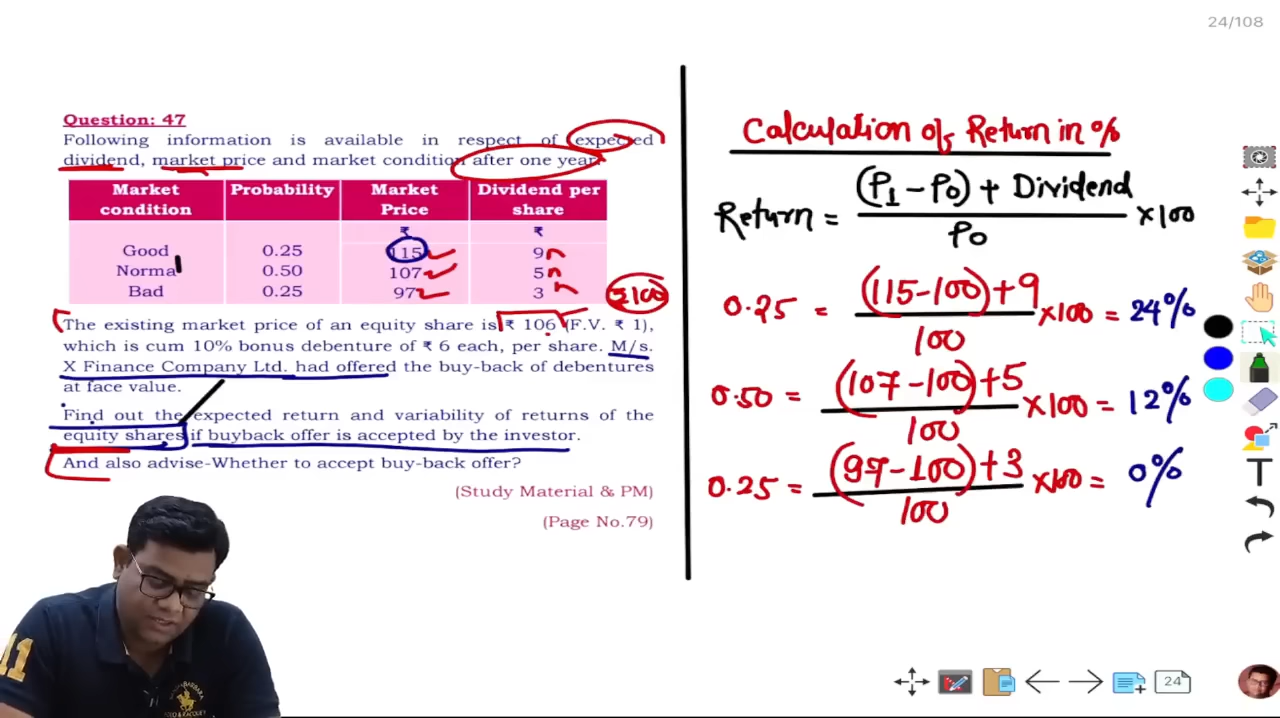 24/108
Question: 47
Following information is available in respect of expected
dividend, market price and market condition after one year.
Market condition Probability Market Price Dividend per share
₹ ₹
Good 0.25 115 9
Normal 0.50 107 5
Bad 0.25 97 3
₹100
The existing market price of an equity share is ₹ 106 (F.V. ₹ 1),
which is cum 10% bonus debenture of ₹ 6 each, per share. M/s.
X Finance Company Ltd. had offered the buy-back of debentures
at face value.
Find out the expected return and variability of returns of the
equity shares if buyback offer is accepted by the investor.
And also advise-Whether to accept buy-back offer?
(Study Material & PM)
(Page No.79)
Calculation of Return in %
Return = (P1 - P0) + Dividend / P0 × 100
0.25 = (115-100)+9 / 100 × 100 = 24%
0.50 = (107-100)+5 / 100 × 100 = 12%
0.25 = (97-100)+3 / 100 × 100 = 0%
11
24